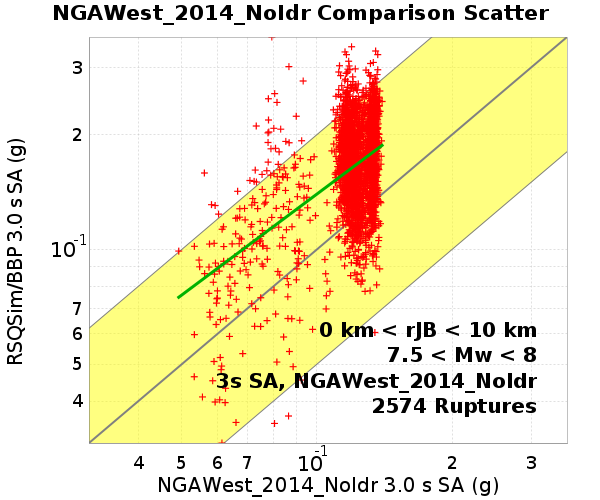 NGAWest_2014_NoIdr Comparison Scatter
RSQSim/BBP 3.0 s SA (g)
3
2
10⁻¹
7
6
5
4
0 km < rJB < 10 km
7.5 < Mw < 8
3s SA, NGAWest_2014_NoIdr
2574 Ruptures
4 5 6 7 10⁻¹ 2 3
NGAWest_2014_NoIdr 3.0 s SA (g)